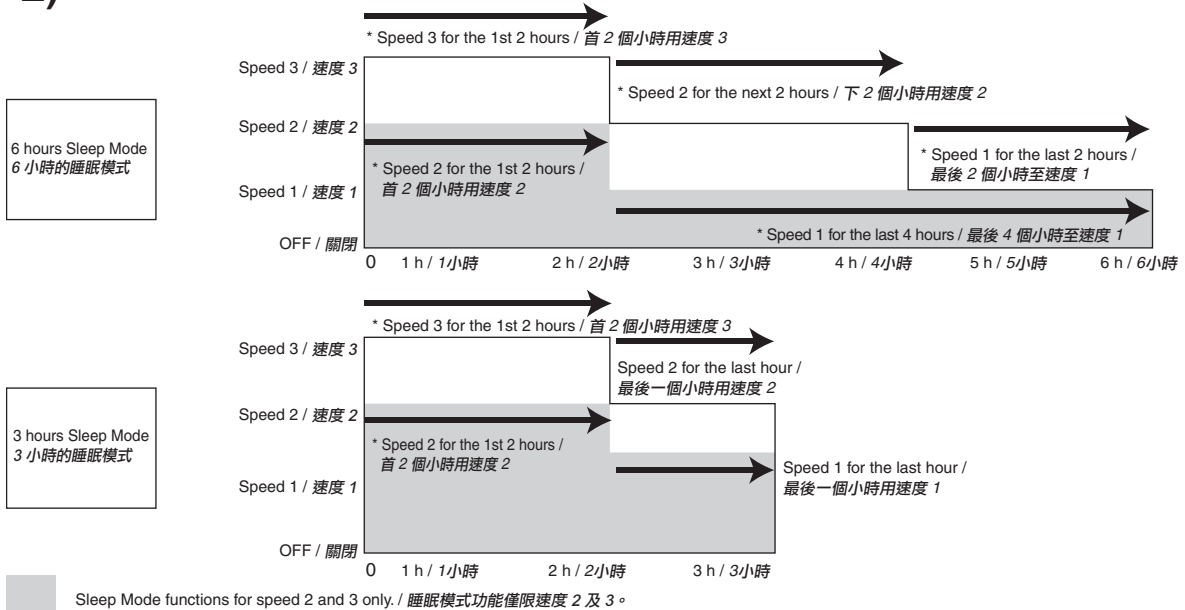 * Speed 3 for the 1st 2 hours / 首 2 個小時用速度 3
Speed 3 / 速度 3
* Speed 2 for the next 2 hours / 下 2 個小時用速度 2
6 hours Sleep Mode
6 小時的睡眠模式
Speed 2 / 速度 2
* Speed 2 for the 1st 2 hours /
首 2 個小時用速度 2
* Speed 1 for the last 2 hours /
最後 2 個小時至速度 1
Speed 1 / 速度 1
* Speed 1 for the last 4 hours / 最後 4 個小時至速度 1
OFF / 關閉
0 1 h / 1小時 2 h / 2小時 3 h / 3小時 4 h / 4小時 5 h / 5小時 6 h / 6小時
* Speed 3 for the 1st 2 hours / 首 2 個小時用速度 3
Speed 3 / 速度 3
Speed 2 for the last hour /
最後一個小時用速度 2
3 hours Sleep Mode
3 小時的睡眠模式
Speed 2 / 速度 2
* Speed 2 for the 1st 2 hours /
首 2 個小時用速度 2
Speed 1 for the last hour /
最後一個小時用速度 1
Speed 1 / 速度 1
OFF / 關閉
0 1 h / 1小時 2 h / 2小時 3 h / 3小時
Sleep Mode functions for speed 2 and 3 only. / 睡眠模式功能僅限速度 2 及 3。